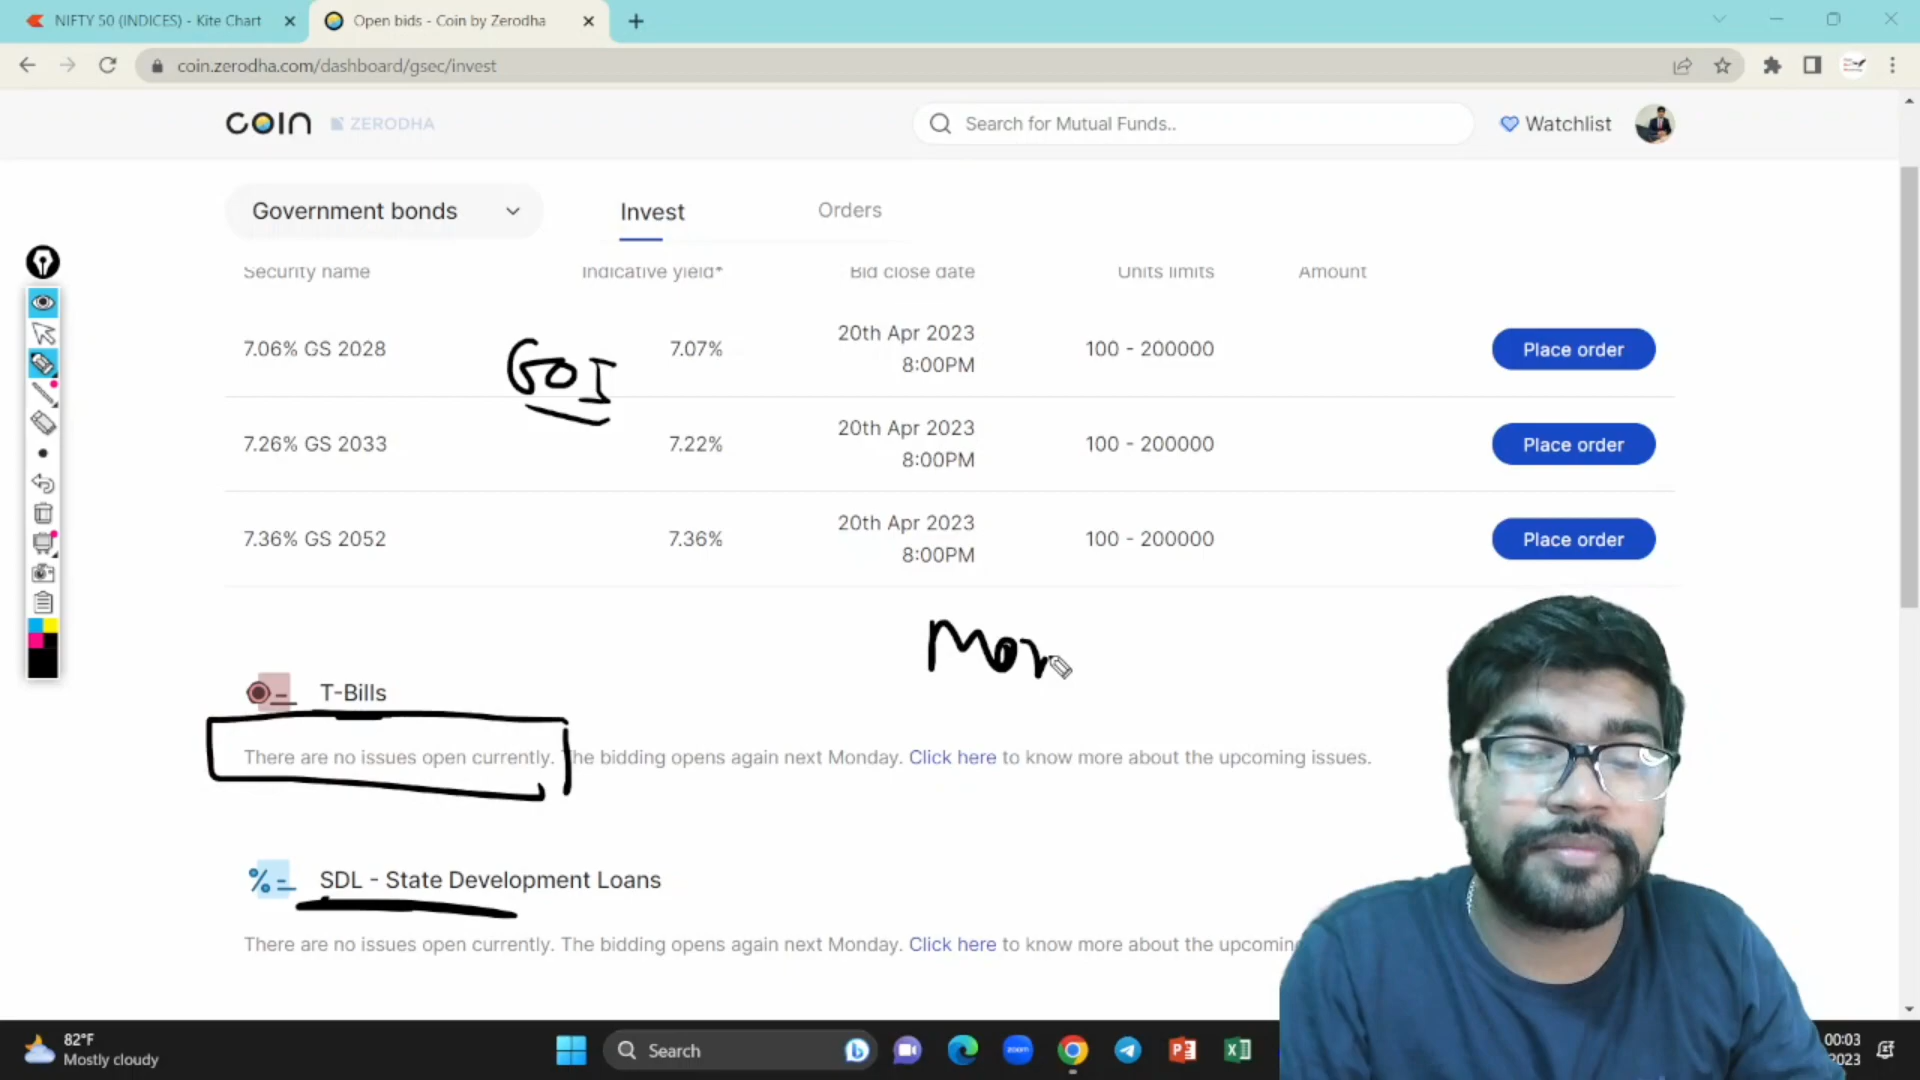 NIFTY 50 (INDICES) - Kite Chart
Open bids - Coin by Zerodha
coin.zerodha.com/dashboard/gsec/invest
coin ZERODHA
Search for Mutual Funds..
Watchlist
Government bonds
Invest
Orders
Security name Indicative yield* Bid close date Units limits Amount
7.06% GS 2028 7.07% 20th Apr 2023 8:00PM 100 - 200000 Place order
GOI
7.26% GS 2033 7.22% 20th Apr 2023 8:00PM 100 - 200000 Place order
7.36% GS 2052 7.36% 20th Apr 2023 8:00PM 100 - 200000 Place order
Mon
T-Bills
There are no issues open currently. The bidding opens again next Monday. Click here to know more about the upcoming issues.
SDL - State Development Loans
There are no issues open currently. The bidding opens again next Monday. Click here to know more about the upcoming
82°F
Mostly cloudy
Search
zoom
00:03
2023